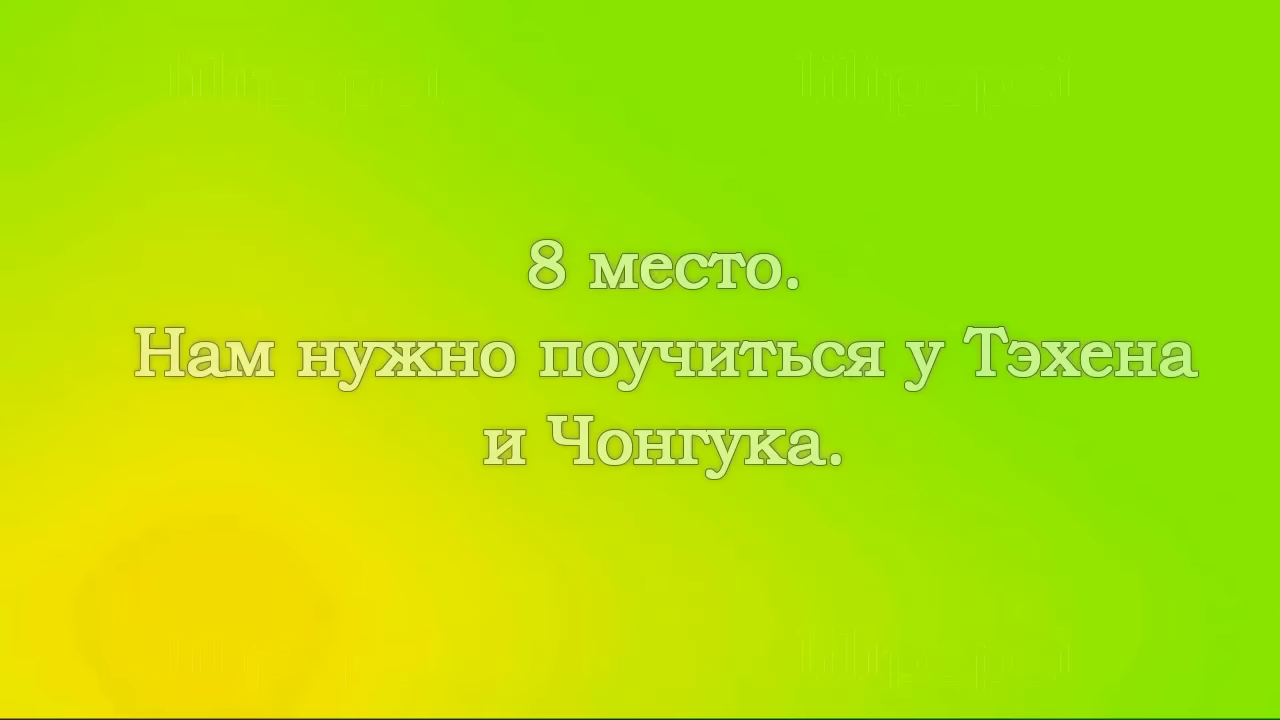 8 место.
Нам нужно поучиться у Тэхена
и Чонгука.